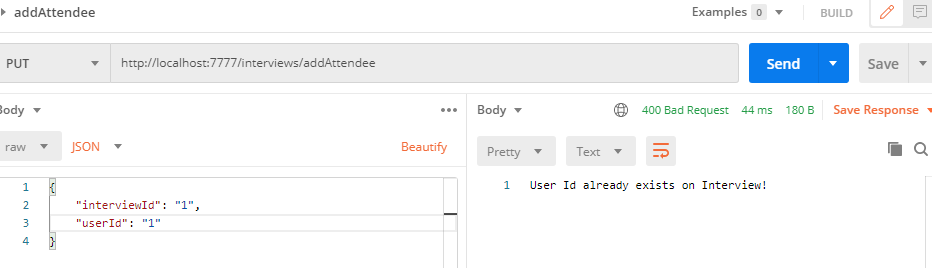 addAttendee
Examples 0
BUILD
PUT
http://localhost:7777/interviews/addAttendee
Send
Save
Body
raw
JSON
Beautify
1 {
2 "interviewId": "1",
3 "userId": "1"
4 }
Body
400 Bad Request 44 ms 180 B Save Response
Pretty
Text
1 User Id already exists on Interview!